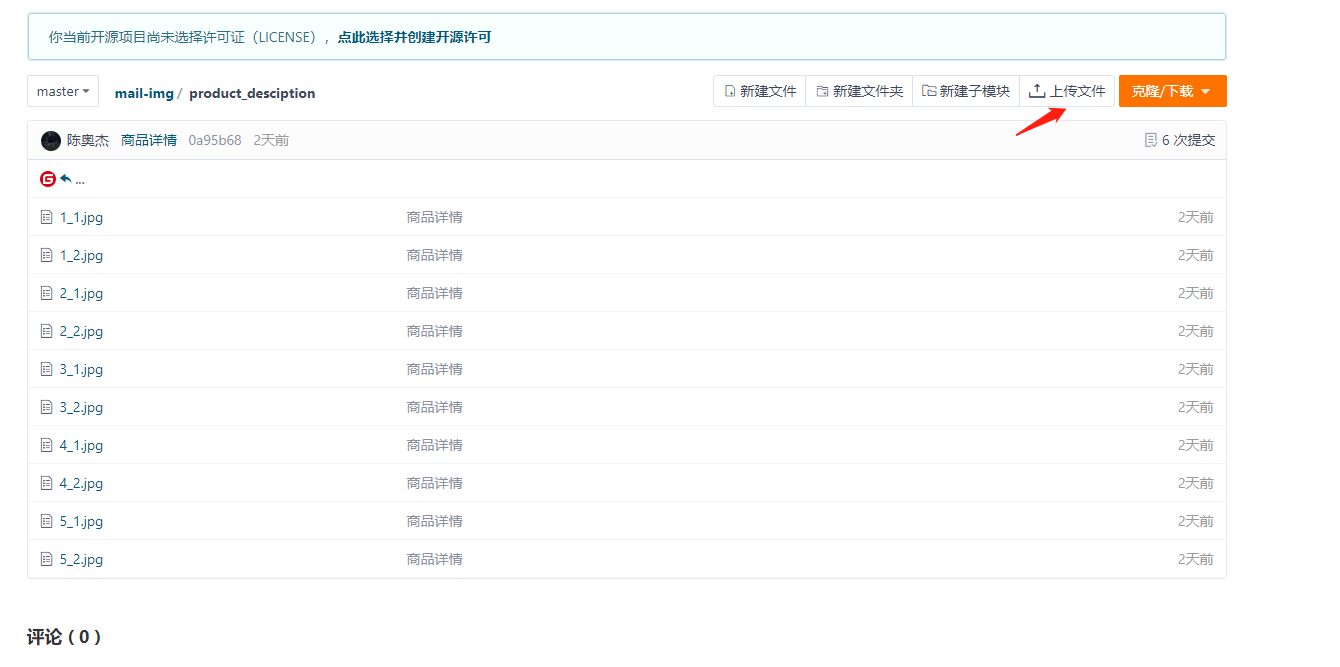 你当前开源项目尚未选择许可证（LICENSE），点此选择并创建开源许可
master mail-img / product_desciption 新建文件 新建文件夹 新建子模块 上传文件 克隆/下载
陈奥杰 商品详情 0a95b68 2天前 6 次提交
G ...
1_1.jpg 商品详情 2天前
1_2.jpg 商品详情 2天前
2_1.jpg 商品详情 2天前
2_2.jpg 商品详情 2天前
3_1.jpg 商品详情 2天前
3_2.jpg 商品详情 2天前
4_1.jpg 商品详情 2天前
4_2.jpg 商品详情 2天前
5_1.jpg 商品详情 2天前
5_2.jpg 商品详情 2天前
评论 ( 0 )